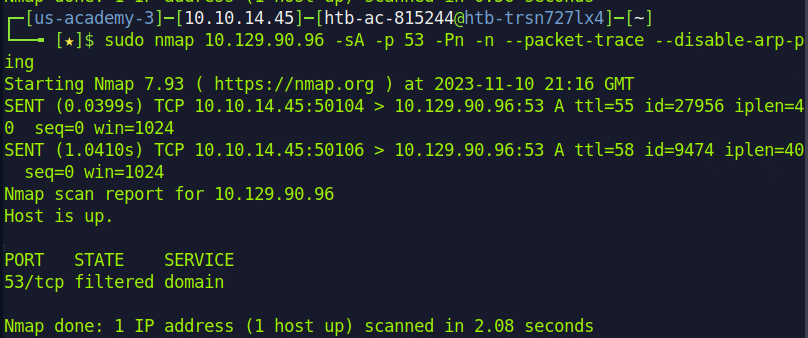 Nmap done: 1 IP address (1 host up) scanned in 0.30 seconds
┌─[us-academy-3]─[10.10.14.45]─[htb-ac-815244@htb-trsn727lx4]─[~]
└──╼ [★]$ sudo nmap 10.129.90.96 -sA -p 53 -Pn -n --packet-trace --disable-arp-p
ing
Starting Nmap 7.93 ( https://nmap.org ) at 2023-11-10 21:16 GMT
SENT (0.0399s) TCP 10.10.14.45:50104 > 10.129.90.96:53 A ttl=55 id=27956 iplen=4
0  seq=0 win=1024
SENT (1.0410s) TCP 10.10.14.45:50106 > 10.129.90.96:53 A ttl=58 id=9474 iplen=40
  seq=0 win=1024
Nmap scan report for 10.129.90.96
Host is up.
PORT   STATE    SERVICE
53/tcp filtered domain
Nmap done: 1 IP address (1 host up) scanned in 2.08 seconds